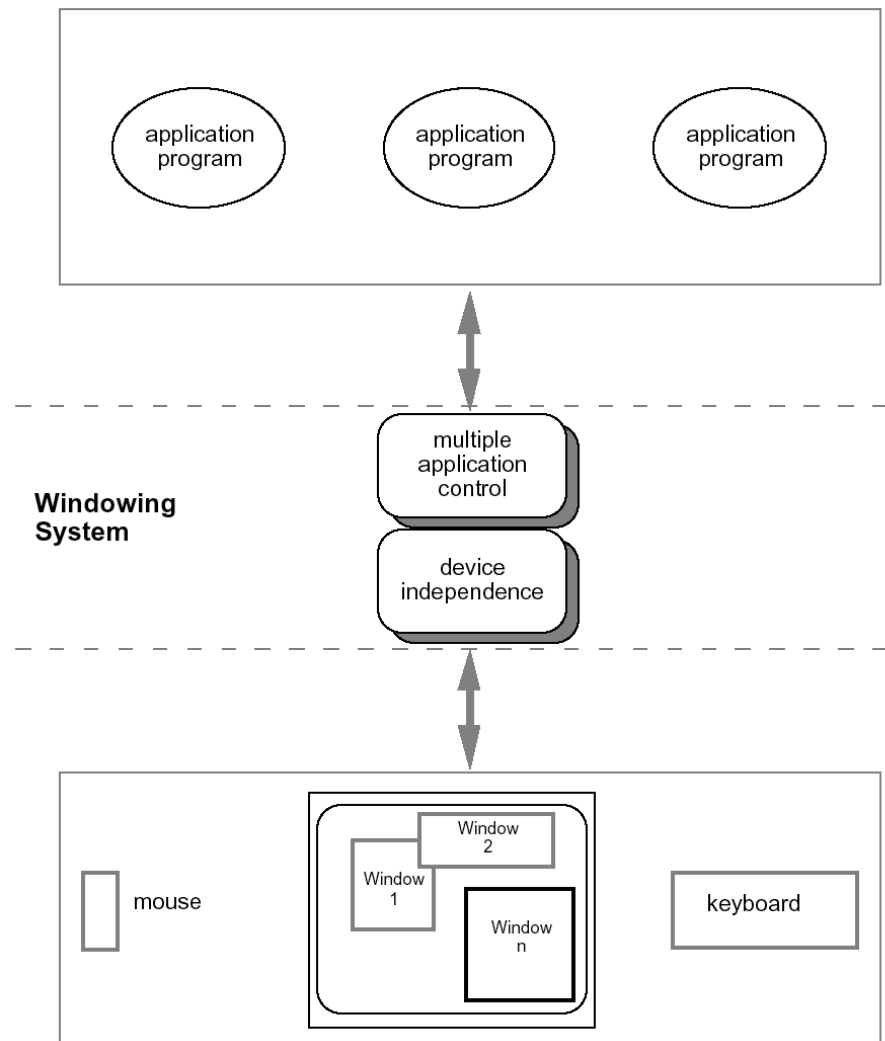 application
program
application
program
application
program
multiple
application
control
Windowing
System
device
independence
mouse
Window
1
Window
2
Window
n
keyboard